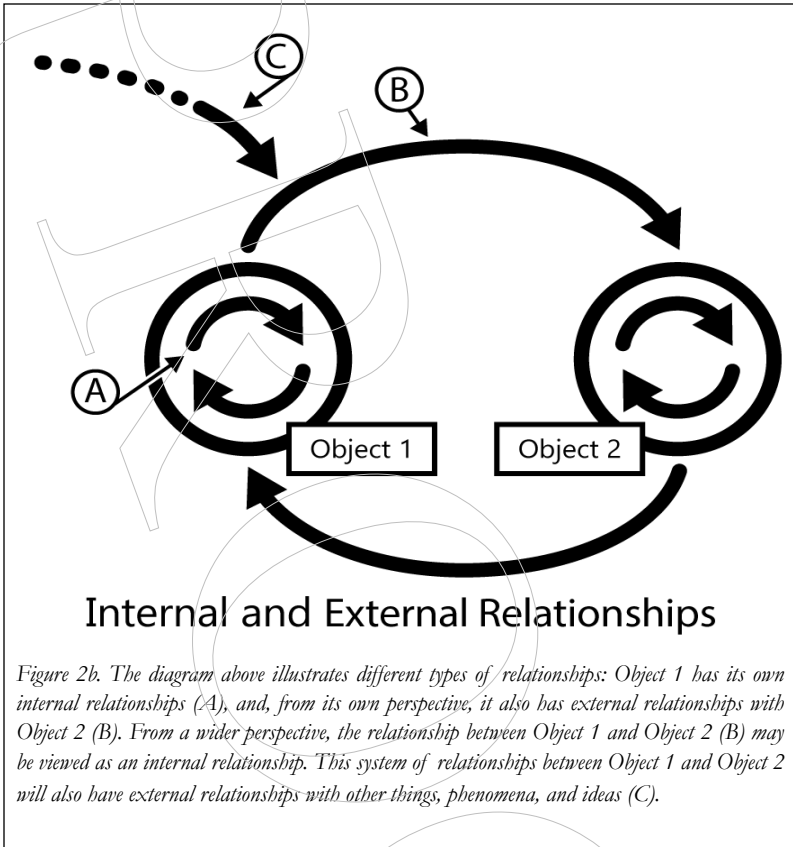 C
B
A
Object 1
Object 2
Internal and External Relationships
Figure 2b. The diagram above illustrates different types of relationships: Object 1 has its own
internal relationships (A), and, from its own perspective, it also has external relationships with
Object 2 (B). From a wider perspective, the relationship between Object 1 and Object 2 (B) may
be viewed as an internal relationship. This system of relationships between Object 1 and Object 2
will also have external relationships with other things, phenomena, and ideas (C).